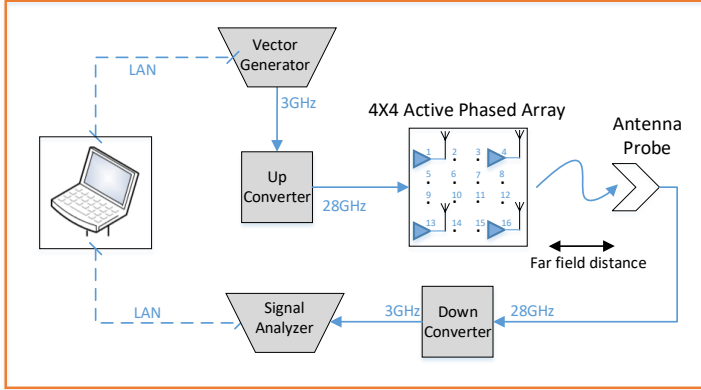 Vector
Generator
LAN
3GHz
4X4 Active Phased Array
Antenna
Probe
Up
Converter
28GHz
1 2 3 4
5 6 7 8
9 10 11 12
13 14 15 16
Far field distance
LAN
Signal
Analyzer
3GHz
Down
Converter
28GHz